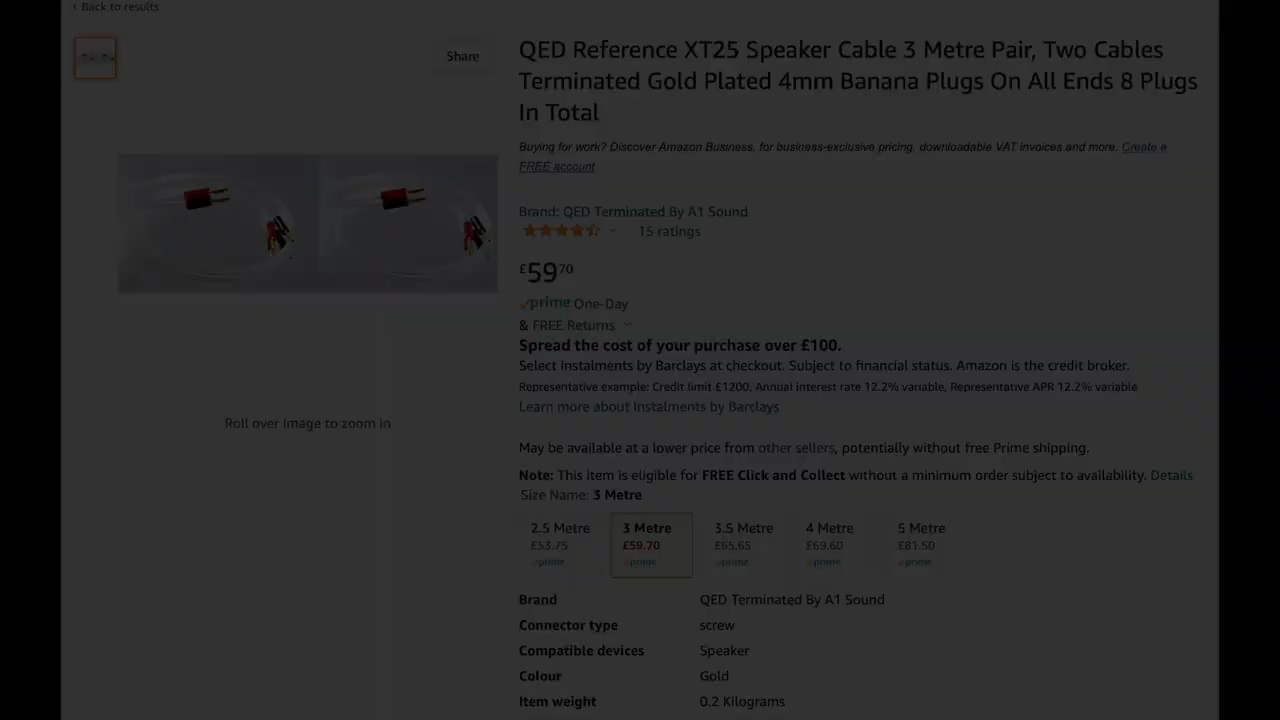 ‹ Back to results
Share
QED Reference XT25 Speaker Cable 3 Metre Pair, Two Cables
Terminated Gold Plated 4mm Banana Plugs On All Ends 8 Plugs
In Total
Buying for work? Discover Amazon Business, for business-exclusive pricing, downloadable VAT invoices and more. Create a
FREE account
Brand: QED Terminated By A1 Sound
15 ratings
£5970
prime One-Day
& FREE Returns
Spread the cost of your purchase over £100.
Select Instalments by Barclays at checkout. Subject to financial status. Amazon is the credit broker.
Representative example: Credit limit £1200, Annual interest rate 12.2% variable, Representative APR 12.2% variable
Learn more about Instalments by Barclays
Roll over image to zoom in
May be available at a lower price from other sellers, potentially without free Prime shipping.
Note: This item is eligible for FREE Click and Collect without a minimum order subject to availability. Details
Size Name: 3 Metre
2.5 Metre 3 Metre 3.5 Metre 4 Metre 5 Metre
£53.75 £59.70 £65.65 £69.60 £81.50
prime prime prime prime prime
Brand QED Terminated By A1 Sound
Connector type screw
Compatible devices Speaker
Colour Gold
Item weight 0.2 Kilograms